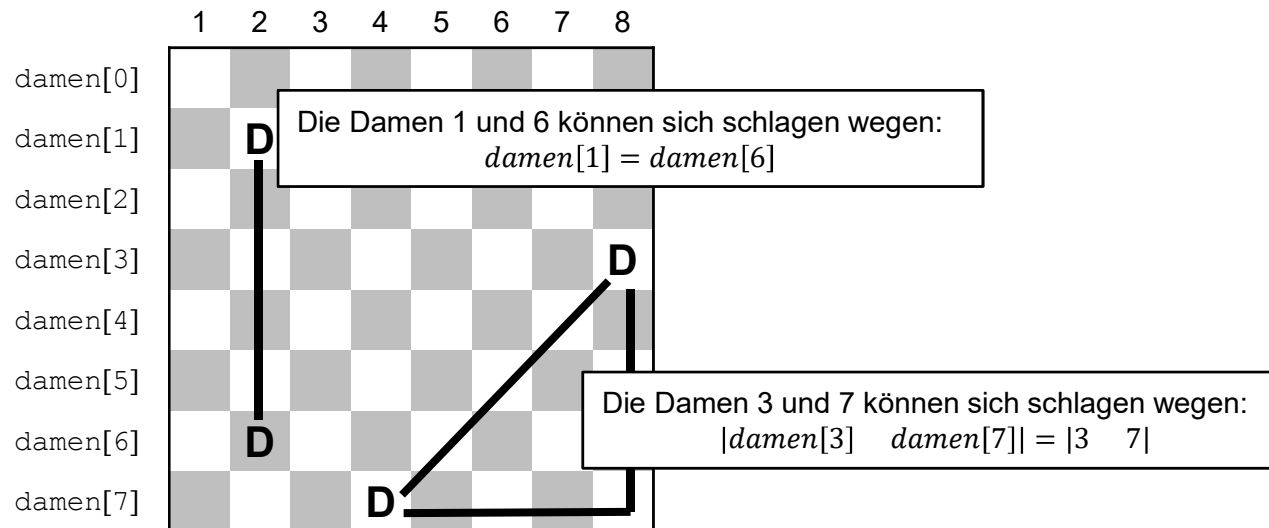 1 2 3 4 5 6 7 8
damen[0]
Die Damen 1 und 6 können sich schlagen wegen:
damen[1] D
damen[1] = damen[6]
damen[2]
damen[3] D
damen[4]
damen[5]
Die Damen 3 und 7 können sich schlagen wegen:
damen[6] D
|damen[3] damen[7]| = |3 7|
damen[7] D